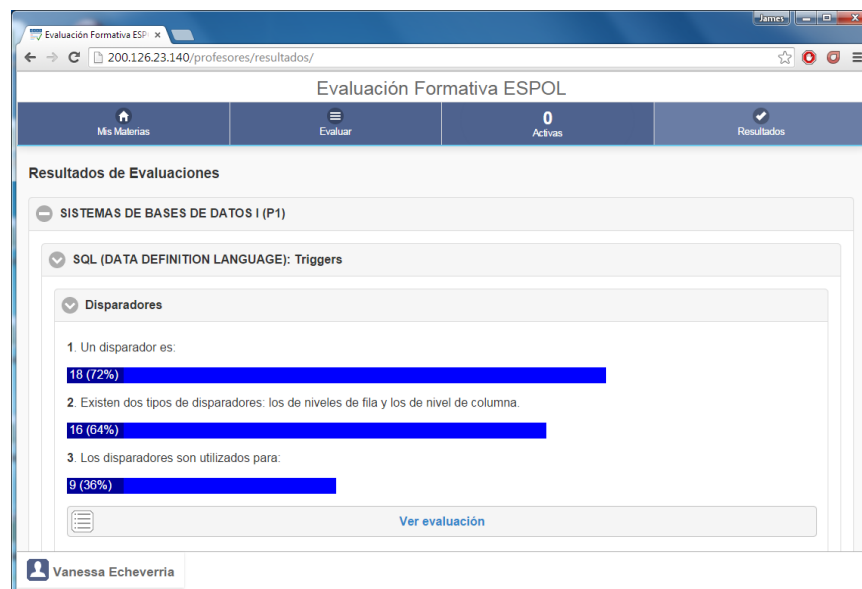 James
Evaluación Formativa ESP
200.126.23.140/profesores/resultados/
Evaluación Formativa ESPOL
Mis Materias
Evaluar
0
Activas
Resultados
Resultados de Evaluaciones
SISTEMAS DE BASES DE DATOS I (P1)
SQL (DATA DEFINITION LANGUAGE): Triggers
Disparadores
1. Un disparador es:
18 (72%)
2. Existen dos tipos de disparadores: los de niveles de fila y los de nivel de columna.
16 (64%)
3. Los disparadores son utilizados para:
9 (36%)
Ver evaluación
Vanessa Echeverria